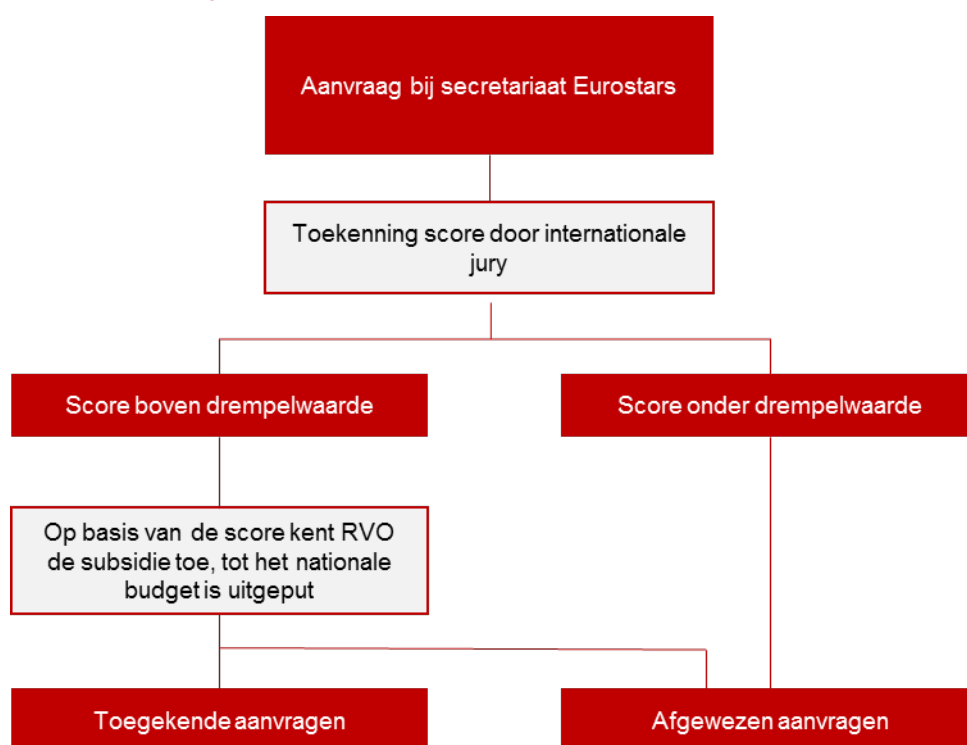 Aanvraag bij secretariaat Eurostars
Toekenning score door internationale
jury
Score boven drempelwaarde
Score onder drempelwaarde
Op basis van de score kent RVO
de subsidie toe, tot het nationale
budget is uitgeput
Toegekende aanvragen
Afgewezen aanvragen